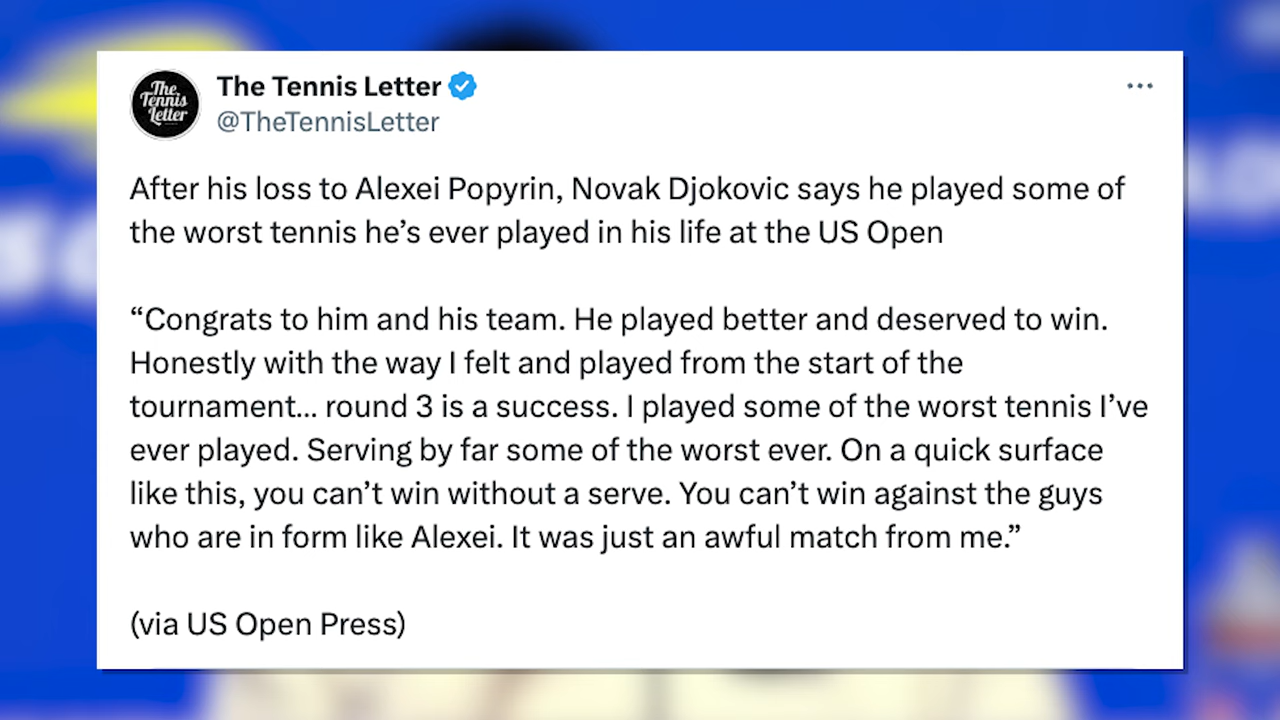 The
Tennis
Letter
The Tennis Letter
@TheTennisLetter
After his loss to Alexei Popyrin, Novak Djokovic says he played some of
the worst tennis he’s ever played in his life at the US Open
“Congrats to him and his team. He played better and deserved to win.
Honestly with the way I felt and played from the start of the
tournament... round 3 is a success. I played some of the worst tennis I’ve
ever played. Serving by far some of the worst ever. On a quick surface
like this, you can’t win without a serve. You can’t win against the guys
who are in form like Alexei. It was just an awful match from me.”
(via US Open Press)